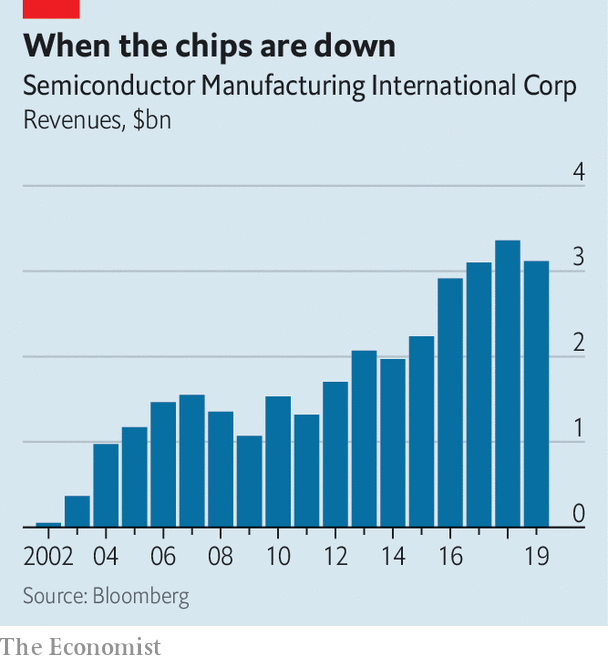 When the chips are down
Semiconductor Manufacturing International Corp
Revenues, $bn
4
3
2
1
0
2002 04 06 08 10 12 14 16 19
Source: Bloomberg
The Economist